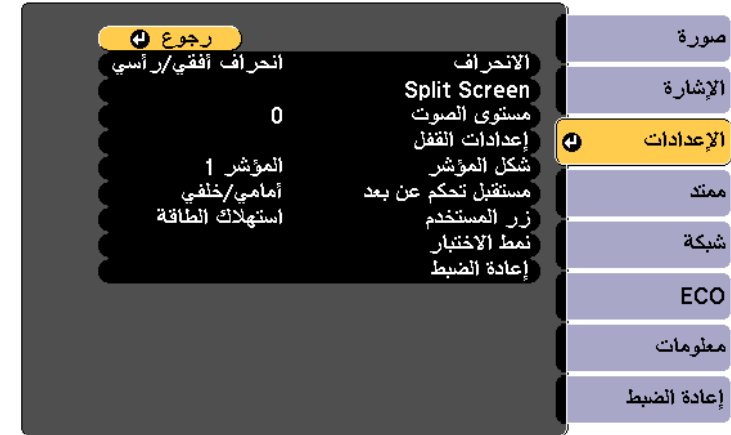 صورة
الإشارة
الإعدادات
ممتد
شبكة
ECO
معلومات
إعادة الضبط
رجوع
الانحراف انحراف أفقي/رأسي
Split Screen
مستوى الصوت 0
إعدادات القفل
شكل المؤشر المؤشر 1
مستقبل تحكم عن بعد أمامي/خلفي
زر المستخدم استهلاك الطاقة
نمط الاختبار
إعادة الضبط